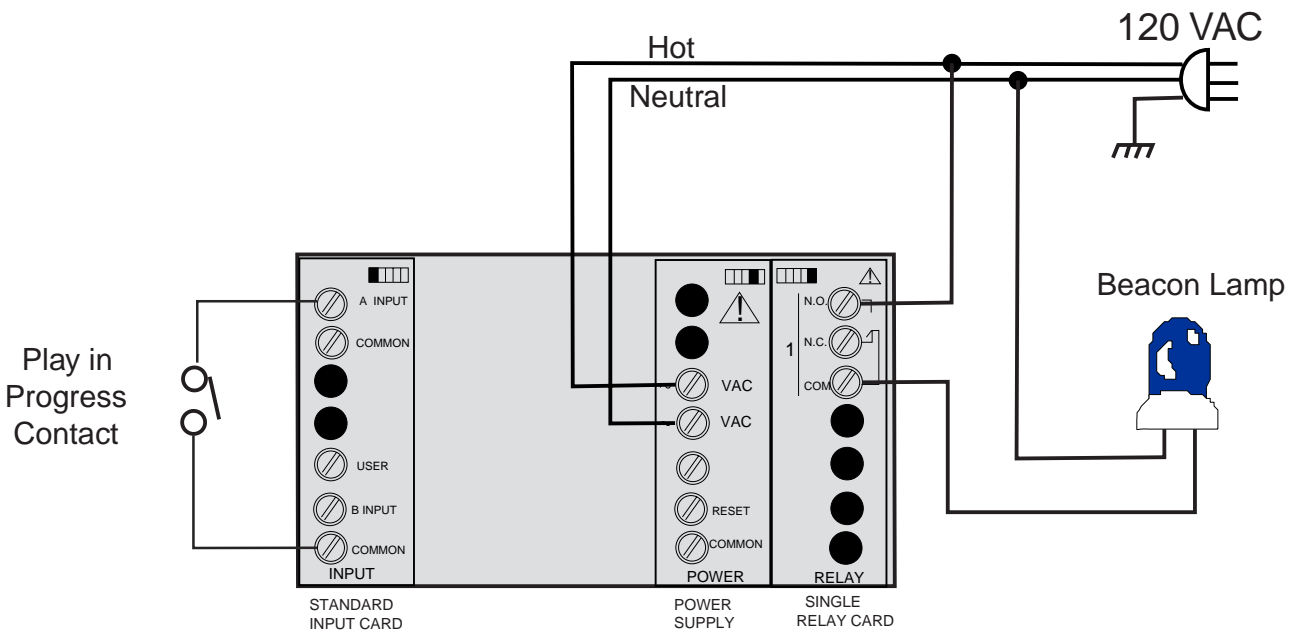 120 VAC
Hot
Neutral
Beacon Lamp
Play in
Progress
Contact
A INPUT
COMMON
USER
B INPUT
COMMON
INPUT
VAC
VAC
RESET
COMMON
POWER
1
N.O.
N.C.
COM
RELAY
STANDARD
INPUT CARD
POWER
SUPPLY
SINGLE
RELAY CARD